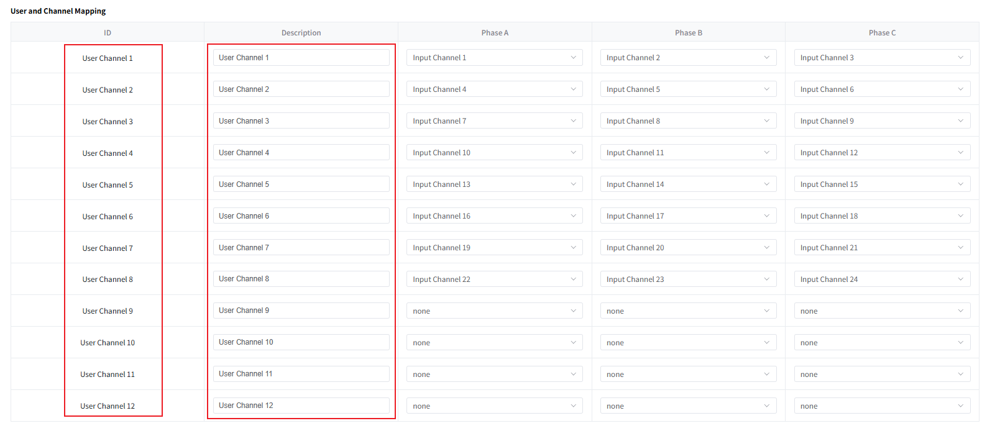 User and Channel Mapping
ID Description Phase A Phase B Phase C
User Channel 1 User Channel 1 Input Channel 1 Input Channel 2 Input Channel 3
User Channel 2 User Channel 2 Input Channel 4 Input Channel 5 Input Channel 6
User Channel 3 User Channel 3 Input Channel 7 Input Channel 8 Input Channel 9
User Channel 4 User Channel 4 Input Channel 10 Input Channel 11 Input Channel 12
User Channel 5 User Channel 5 Input Channel 13 Input Channel 14 Input Channel 15
User Channel 6 User Channel 6 Input Channel 16 Input Channel 17 Input Channel 18
User Channel 7 User Channel 7 Input Channel 19 Input Channel 20 Input Channel 21
User Channel 8 User Channel 8 Input Channel 22 Input Channel 23 Input Channel 24
User Channel 9 User Channel 9 none none none
User Channel 10 User Channel 10 none none none
User Channel 11 User Channel 11 none none none
User Channel 12 User Channel 12 none none none